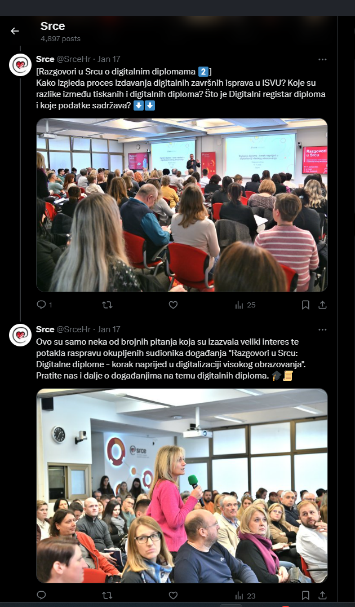 Srce
4,897 posts
Srce @SrceHr · Jan 17
[Razgovori u Srcu o digitalnim diplomama 2]
Kako izgleda proces izdavanja digitalnih završnih isprava u ISVU? Koje su
razlike između tiskanih i digitalnih diploma? Što je Digitalni registar diploma
i koje podatke sadržava?
1
25
Srce @SrceHr · Jan 17
Ovo su samo neka od brojnih pitanja koja su izazvala veliki interes te
potakla raspravu okupljenih sudionika događanja "Razgovori u Srcu:
Digitalne diplome – korak naprijed u digitalizaciji visokog obrazovanja".
Pratite nas i dalje o događanjima na temu digitalnih diploma.
23